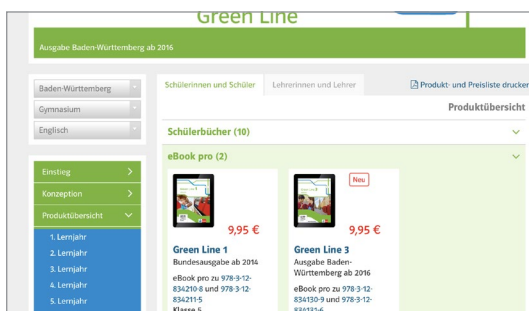 Green Line
Ausgabe Baden-Württemberg ab 2016
Baden-Württemberg
Gymnasium
Englisch
Einstieg
Konzeption
Produktübersicht
1. Lernjahr
2. Lernjahr
3. Lernjahr
4. Lernjahr
5. Lernjahr
Schülerinnen und Schüler
Lehrerinnen und Lehrer
Produkt- und Preisliste drucken
Produktübersicht
Schülerbücher (10)
eBook pro (2)
9,95 €
Green Line 1
Bundesausgabe ab 2014
eBook pro zu 978-3-12-
834210-8 und 978-3-12-
834211-5
Klasse 5
Neu
9,95 €
Green Line 3
Ausgabe Baden-
Württemberg ab 2016
eBook pro zu 978-3-12-
834130-9 und 978-3-12-
834131-6